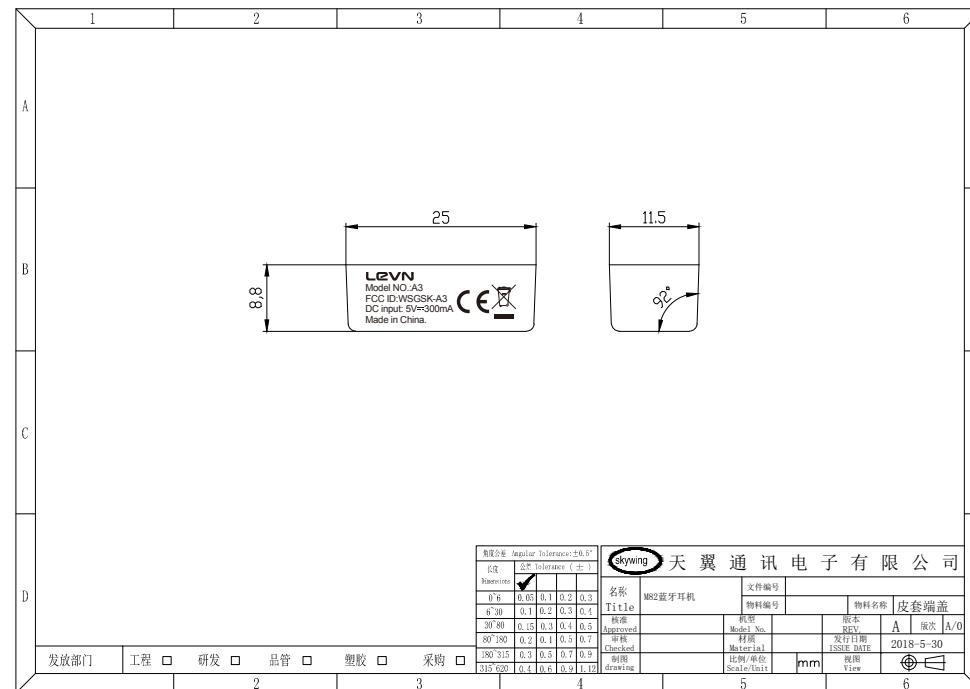 1 2 3 4 5 6
A
B
C
D
25
11.5
8,8
92°
LEVN
Model NO.:A3
FCC ID:WSGSK-A3
DC input: 5V⎓300mA
Made in China.
CE
角度公差 Angular Tolerance:±0.5°
长度 Dimensions
公差 Tolerance ( ± )
0~6 0.05 0.1 0.2 0.3
6~30 0.1 0.2 0.3 0.4
30~80 0.15 0.3 0.4 0.5
80~180 0.2 0.1 0.5 0.7
180~315 0.3 0.5 0.7 0.9
315~620 0.4 0.6 0.9 1.12
skywing 天翼通讯电子有限公司
名称 Title M82蓝牙耳机
文件编号
物料编号 物料名称 皮套端盖
核准 Approved 机型 Model No. 版本 REV. A 版次 A/0
审核 Checked 材质 Material 发行日期 ISSUE DATE 2018-5-30
制图 drawing 比例/单位 Scale/Unit mm 视图 View
发放部门 工程 □ 研发 □ 品管 □ 塑胶 □ 采购 □
2 3 4 5 6